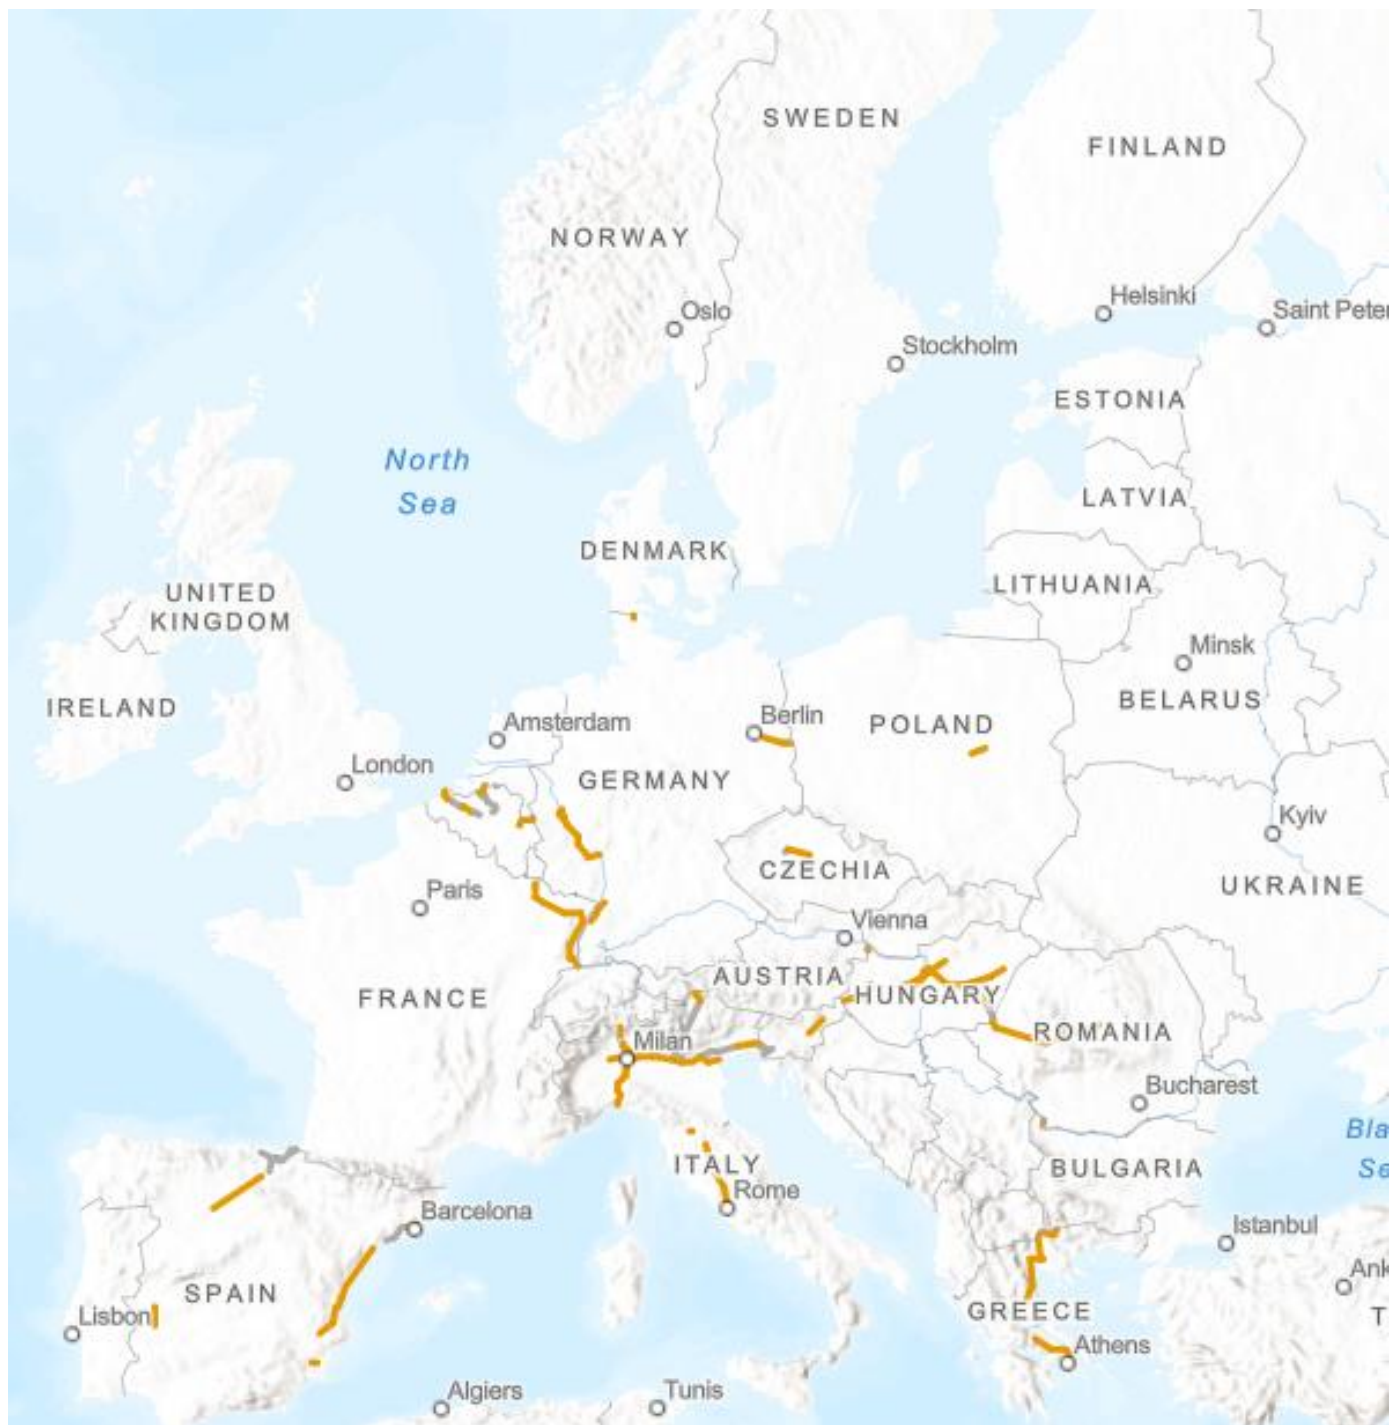 SWEDEN
FINLAND
NORWAY
Helsinki
Oslo
Saint Peter
Stockholm
ESTONIA
North
Sea
LATVIA
DENMARK
LITHUANIA
UNITED
KINGDOM
Minsk
BELARUS
IRELAND
Amsterdam
Berlin
POLAND
London
GERMANY
Kyiv
CZECHIA
UKRAINE
Paris
Vienna
AUSTRIA
FRANCE
HUNGARY
Milan
ROMANIA
Bucharest
Bla
Se
ITALY
BULGARIA
Rome
Barcelona
Istanbul
Ank
SPAIN
Lisbon
GREECE
T
Athens
Algiers
Tunis